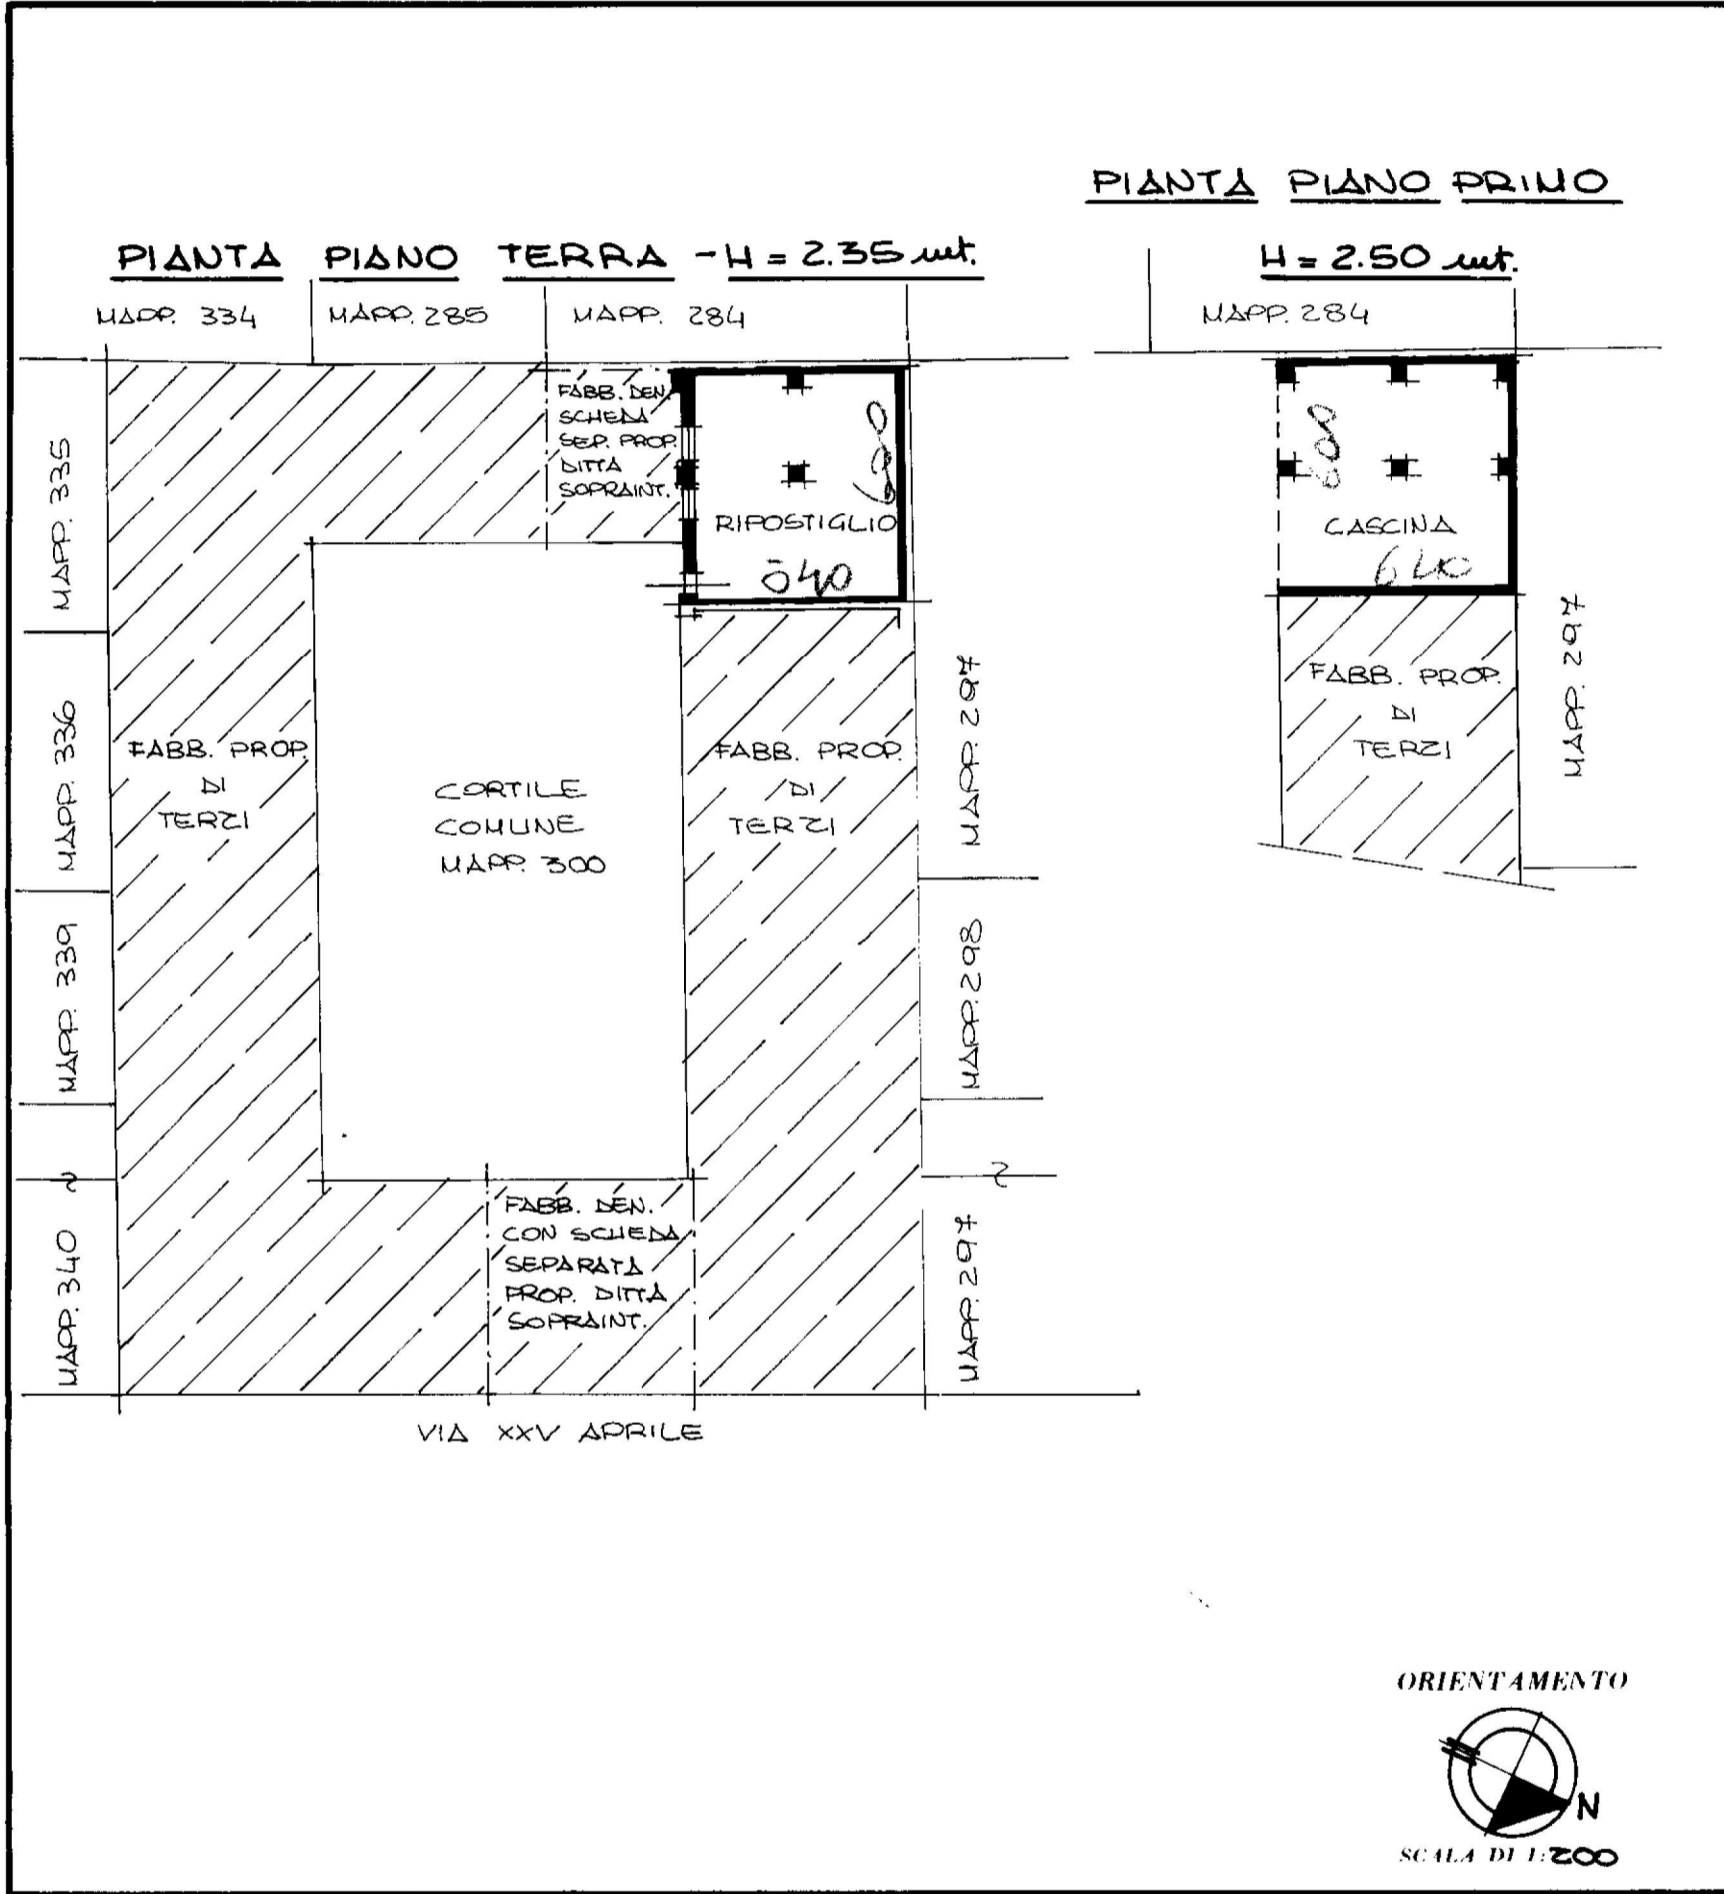 PIANTA PIANO PRIMO
H = 2.50 mt.
MAPP. 284
PIANTA PIANO TERRA - H = 2.35 mt.
MAPP. 334
MAPP. 285
MAPP. 284
FABB. DEN.
SCHEDA
SEP. PROP.
DITTA
SOPRAINT.
600
RIPOSTIGLIO
540
600
CASCINA
640
MAPP. 335
MAPP. 336
MAPP. 339
MAPP. 340
FABB. PROP.
DI
TERZI
CORTILE
COMUNE
MAPP. 300
FABB. PROP.
DI
TERZI
MAPP. 297
MAPP. 298
MAPP. 297
FABB. PROP.
DI
TERZI
MAPP. 297
FABB. DEN.
CON SCHEDA
SEPARATA
PROP. DITTA
SOPRAINT.
VIA XXV APRILE
ORIENTAMENTO
N
SCALA DI 1:200